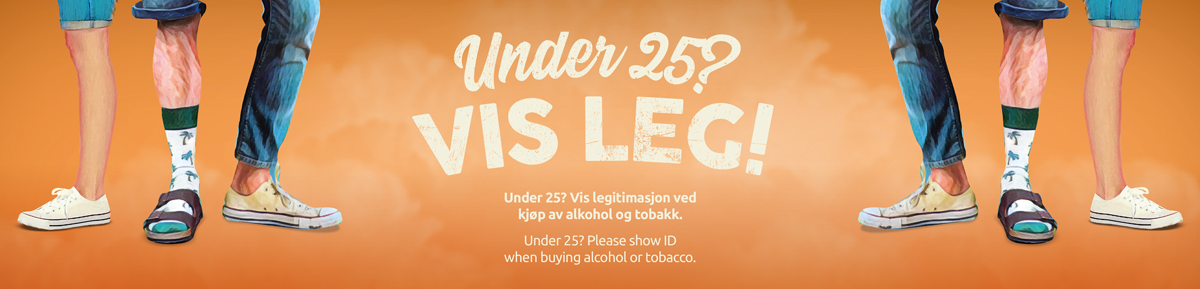 Under 25?
VIS LEG!
Under 25? Vis legitimasjon ved
kjøp av alkohol og tobakk.
Under 25? Please show ID
when buying alcohol or tobacco.